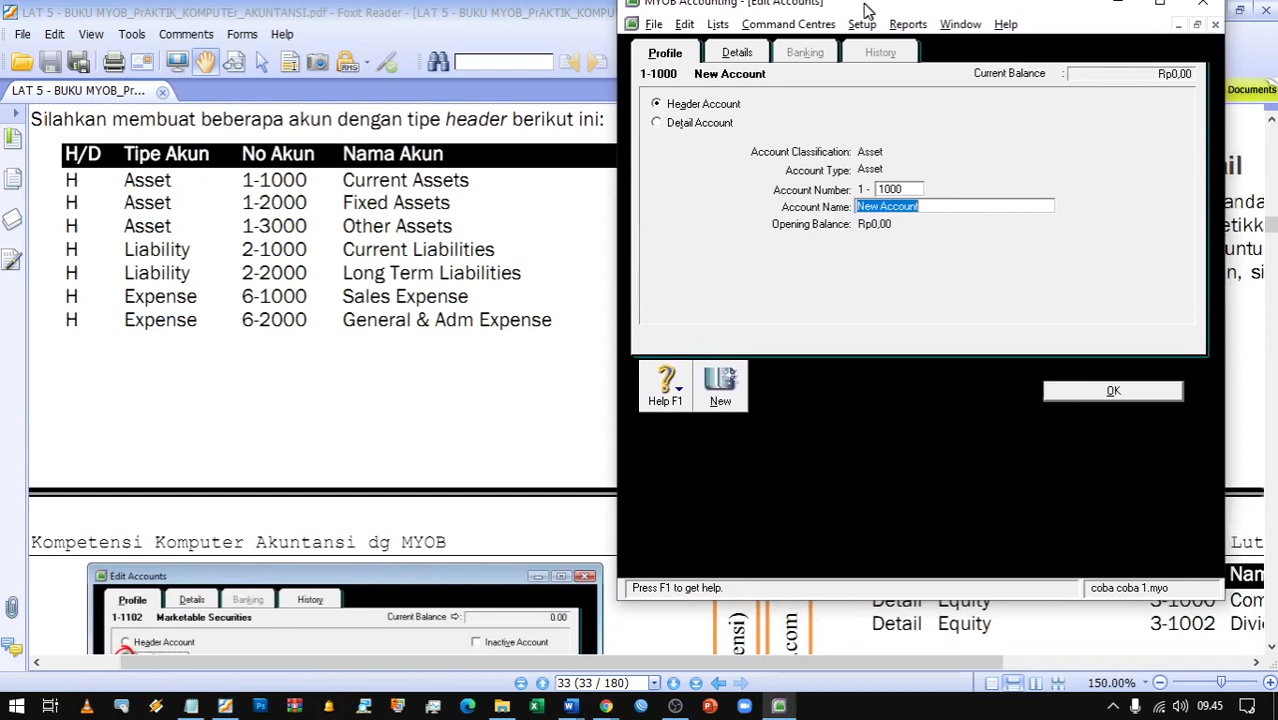 LAT 5 - BUKU MYOB_PrAKTIK_KOMPUTEr_AKUNTANSI.pdf - Foxit Reader - [LAT 5 - BUKU MYOB_PrAKTIK_KOMP
File Edit View Tools Comments Forms Help
LAT 5 - BUKU MYOB_Pr...
Silahkan membuat beberapa akun dengan tipe header berikut ini:
H/D Tipe Akun No Akun Nama Akun
H Asset 1-1000 Current Assets
H Asset 1-2000 Fixed Assets
H Asset 1-3000 Other Assets
H Liability 2-1000 Current Liabilities
H Liability 2-2000 Long Term Liabilities
H Expense 6-1000 Sales Expense
H Expense 6-2000 General & Adm Expense
Kompetensi Komputer Akuntansi dg MYOB
Edit Accounts
Profile Details Banking History
1-1102 Marketable Securities Current Balance : 0.00
Header Account Inactive Account
MYOB Accounting - [Edit Accounts]
File Edit Lists Command Centres Setup Reports Window Help
Profile Details Banking History
1-1000 New Account Current Balance : Rp0,00
Header Account
Detail Account
Account Classification: Asset
Account Type: Asset
Account Number: 1 - 1000
Account Name: New Account
Opening Balance: Rp0,00
Help F1 New OK
Press F1 to get help. coba coba 1.myo
Documents
Detail Equity 3-1000
Detail Equity 3-1002 Divid
33 (33 / 180) 150.00%
09.45